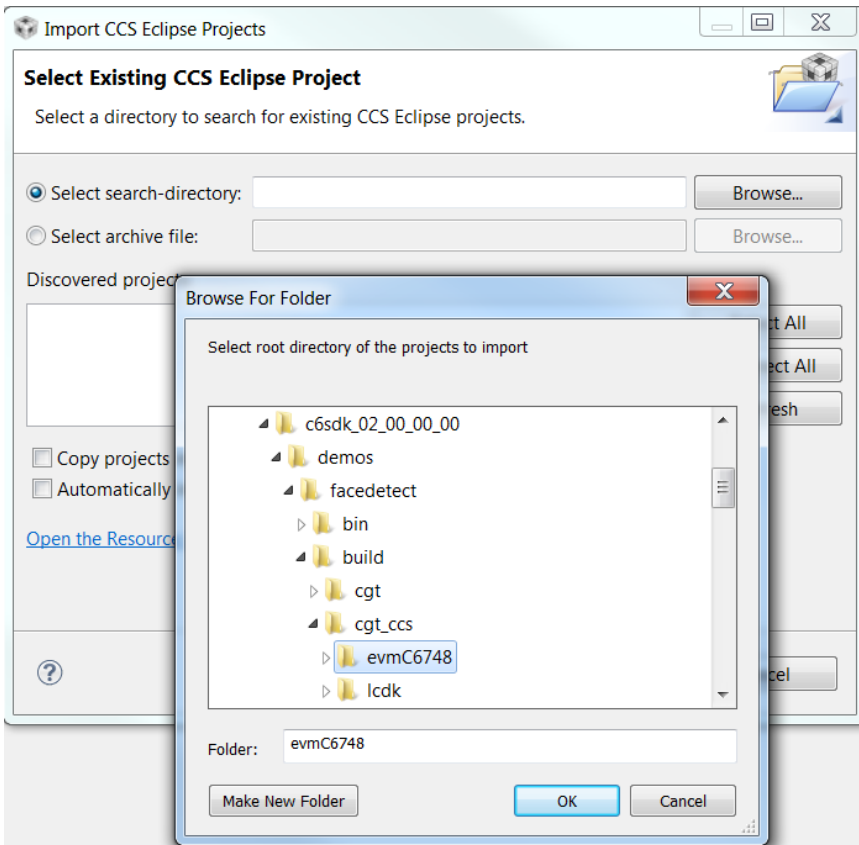 Import CCS Eclipse Projects
Select Existing CCS Eclipse Project
Select a directory to search for existing CCS Eclipse projects.
Select search-directory:
Browse...
Select archive file:
Browse...
Discovered project
Browse For Folder
Select root directory of the projects to import
t All
ect All
esh
c6sdk_02_00_00_00
demos
facedetect
bin
build
cgt
cgt_ccs
evmC6748
lcdk
Copy projects
Automatically
Open the Resource
cel
Folder:
evmC6748
Make New Folder
OK
Cancel